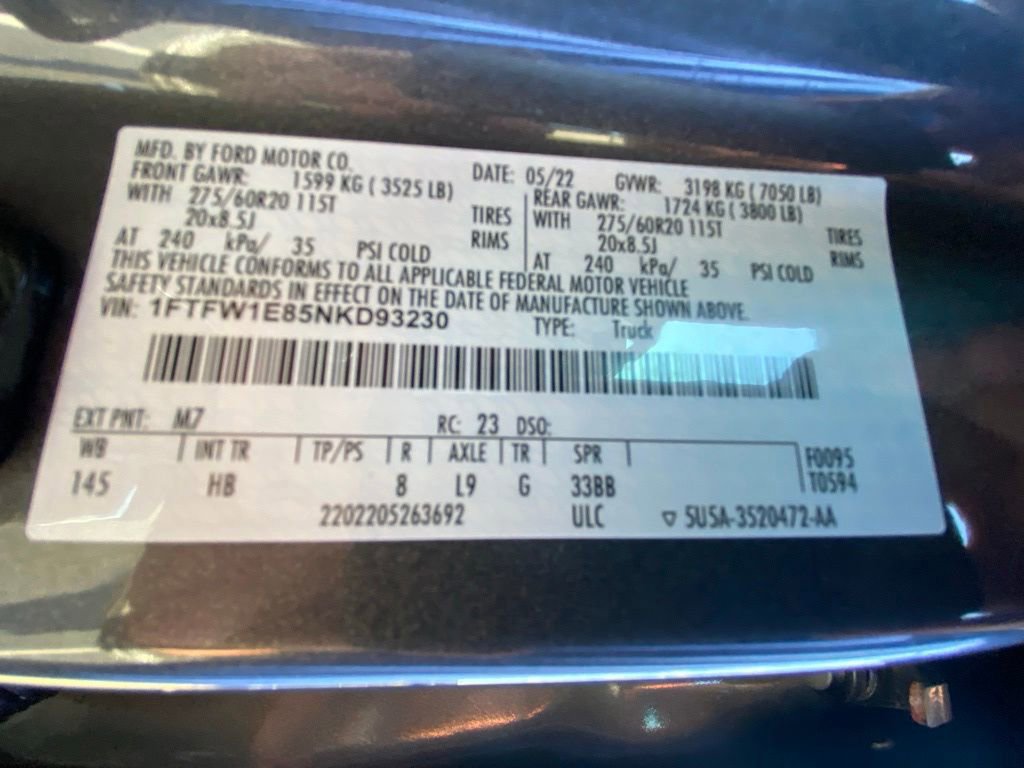 MFD. BY FORD MOTOR CO. DATE: 05/22 GVWR: 3198 KG ( 7050 LB)
FRONT GAWR: 1599 KG ( 3525 LB) REAR GAWR: 1724 KG ( 3800 LB)
WITH 275/60R20 115T TIRES WITH 275/60R20 115T TIRES
20x8.5J RIMS 20x8.5J RIMS
AT 240 kPa/ 35 PSI COLD AT 240 kPa/ 35 PSI COLD
THIS VEHICLE CONFORMS TO ALL APPLICABLE FEDERAL MOTOR VEHICLE
SAFETY STANDARDS IN EFFECT ON THE DATE OF MANUFACTURE SHOWN ABOVE.
VIN: 1FTFW1E85NKD93230 TYPE: Truck
EXT PNT: M7 RC: 23 DSO:
WB INT TR TP/PS R AXLE TR SPR F0095
145 HB 8 L9 G 33BB T0594
2202205263692 ULC ▽ 5U5A-3520472-AA